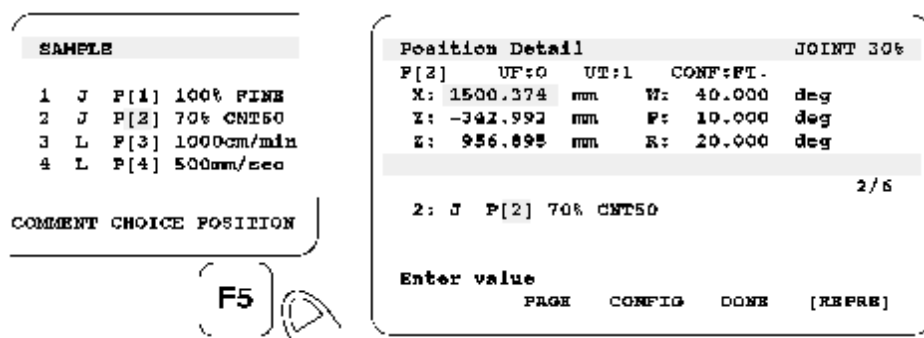 SAMPLE
1 J P[1] 100% FINE
2 J P[2] 70% CNT50
3 L P[3] 1000cm/min
4 L P[4] 500mm/sec
COMMENT CHOICE POSITION
F5
Position Detail JOINT 30%
P[2] UF:0 UT:1 CONF:FT.
X: 1500.374 mm W: 40.000 deg
Y: -342.992 mm P: 10.000 deg
Z: 956.895 mm R: 20.000 deg
2/6
2: J P[2] 70% CNT50
Enter value
PAGE CONFIG DONE [REPRE]